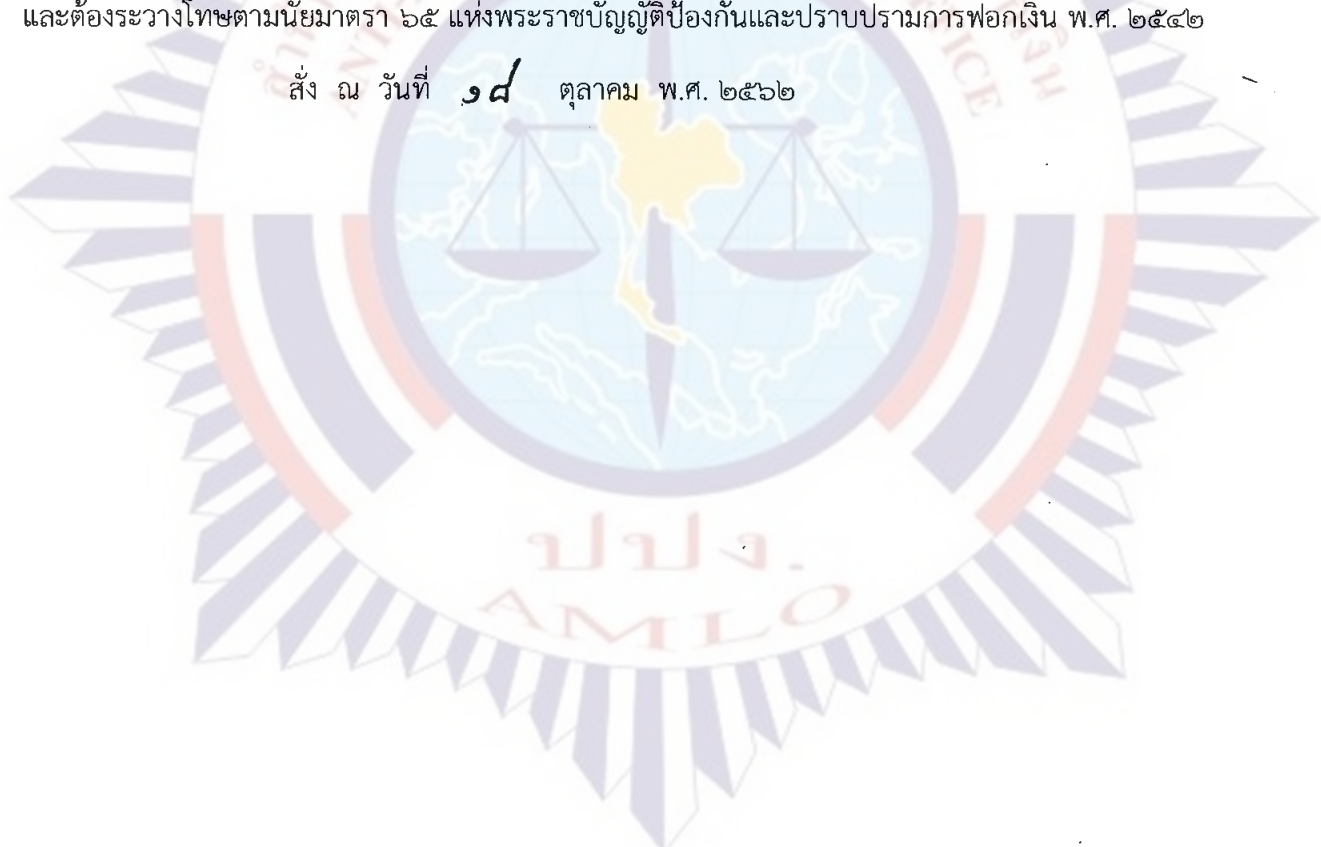 และต้องระวางโทษตามนัยมาตรา ๖๕ แห่งพระราชบัญญัติป้องกันและปราบปรามการฟอกเงิน พ.ศ. ๒๕๔๒
สั่ง ณ วันที่ ๑๘ ตุลาคม พ.ศ. ๒๕๖๒
ปปง.
AMLO